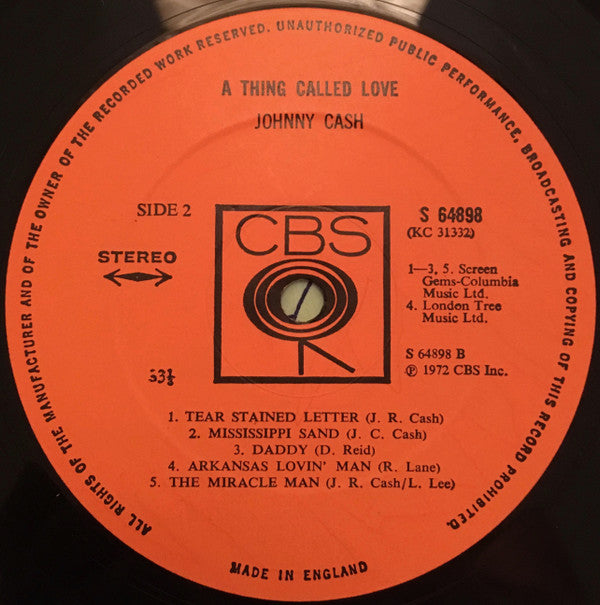 ALL RIGHTS OF THE MANUFACTURER AND OF THE OWNER OF THE RECORDED WORK RESERVED. UNAUTHORIZED PUBLIC PERFORMANCE, BROADCASTING AND COPYING OF THIS RECORD PROHIBITED.
A THING CALLED LOVE
JOHNNY CASH
SIDE 2
STEREO
33⅓
CBS
S 64898
(KC 31332)
1—3, 5. Screen
Gems-Columbia
Music Ltd.
4. London Tree
Music Ltd.
S 64898 B
℗ 1972 CBS Inc.
1. TEAR STAINED LETTER (J. R. Cash)
2. MISSISSIPPI SAND (J. C. Cash)
3. DADDY (D. Reid)
4. ARKANSAS LOVIN' MAN (R. Lane)
5. THE MIRACLE MAN (J. R. Cash/L. Lee)
MADE IN ENGLAND